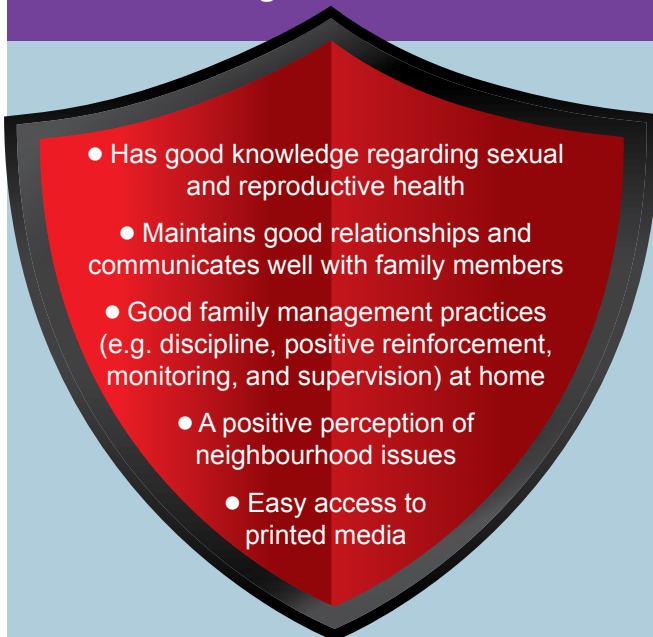 ● Has good knowledge regarding sexual
and reproductive health
● Maintains good relationships and
communicates well with family members
● Good family management practices
(e.g. discipline, positive reinforcement,
monitoring, and supervision) at home
● A positive perception of
neighbourhood issues
● Easy access to
printed media